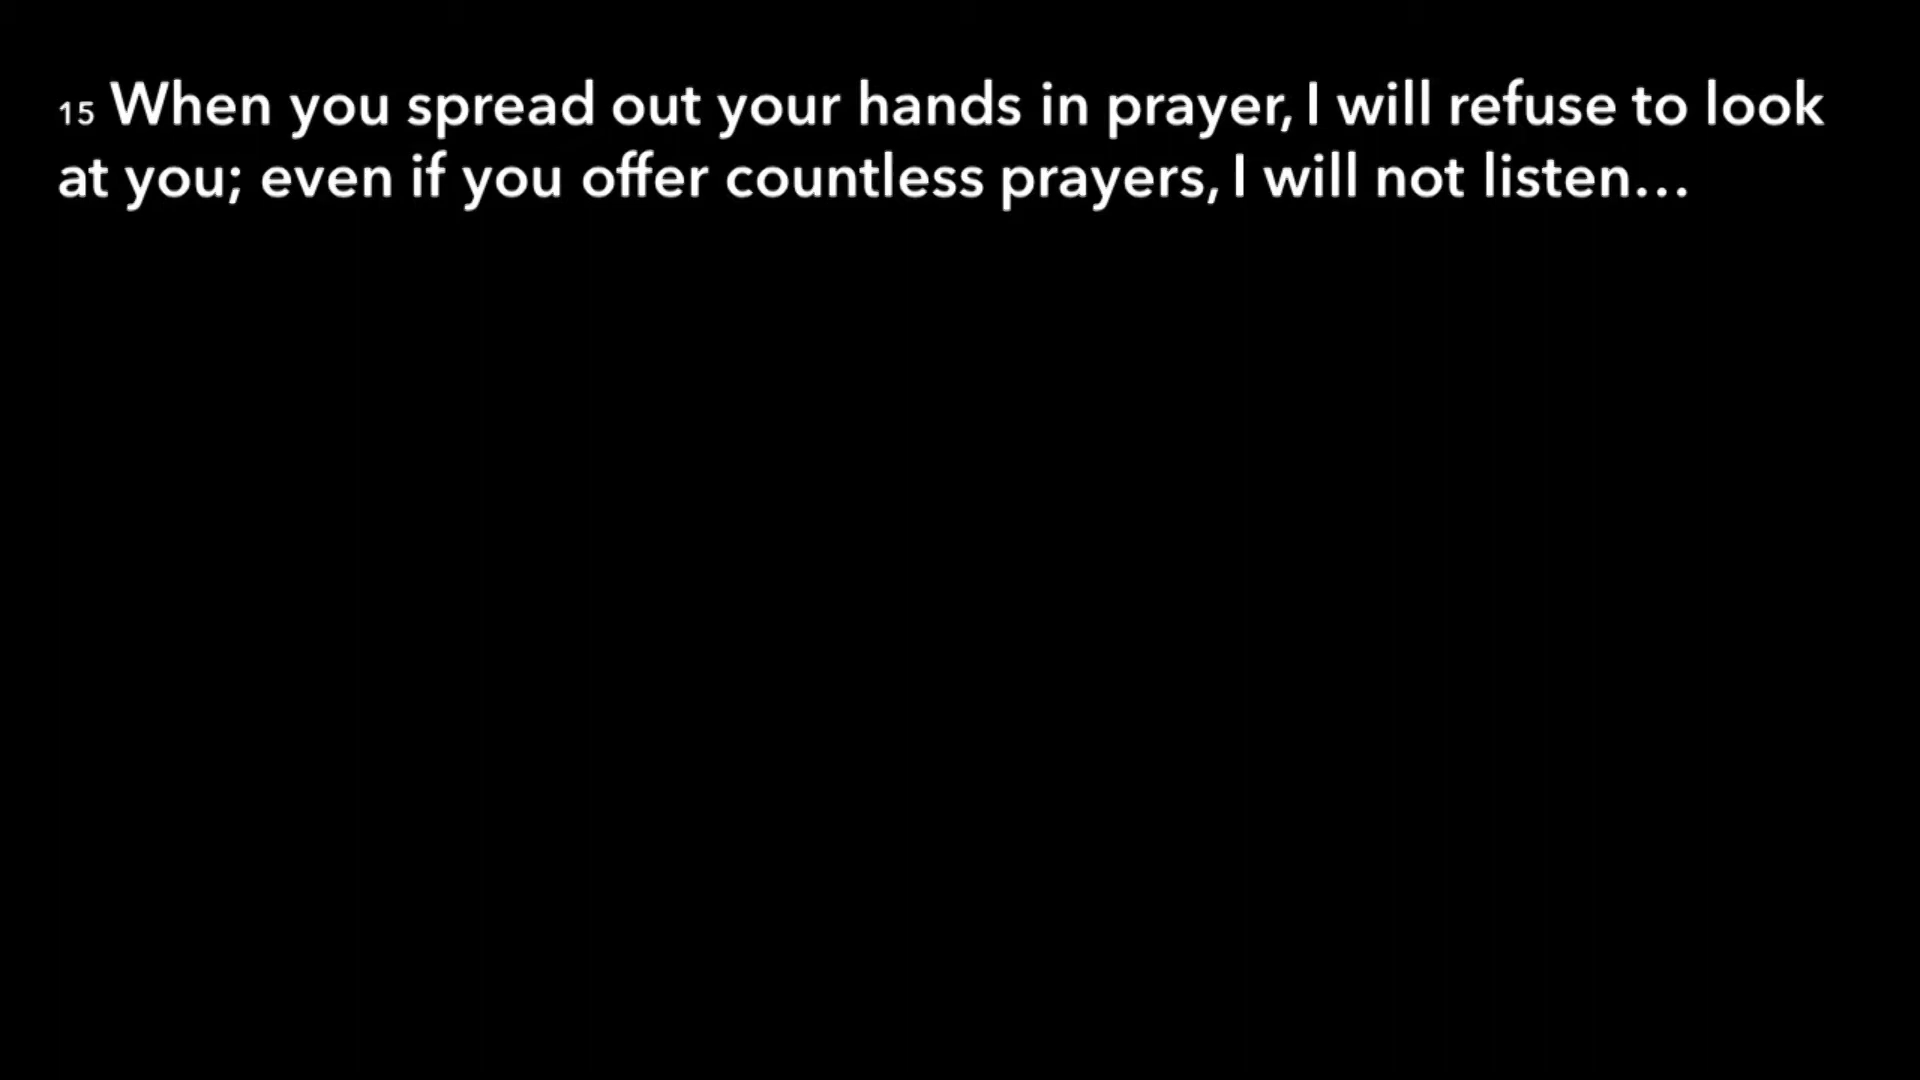 15 When you spread out your hands in prayer, I will refuse to look
at you; even if you offer countless prayers, I will not listen…